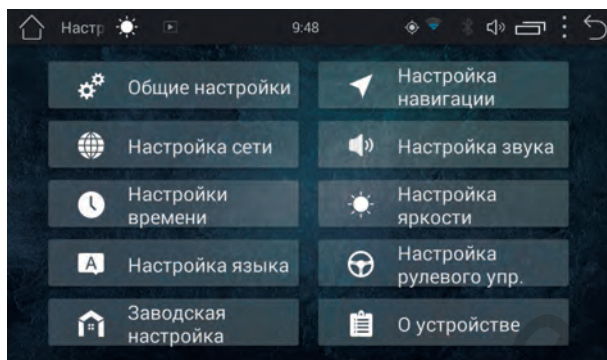 Настр
9:48
Общие настройки
Настройка
навигации
Настройка сети
Настройка звука
Настройки
времени
Настройка
яркости
A
Настройка языка
Настройка
рулевого упр.
Заводская
настройка
О устройстве